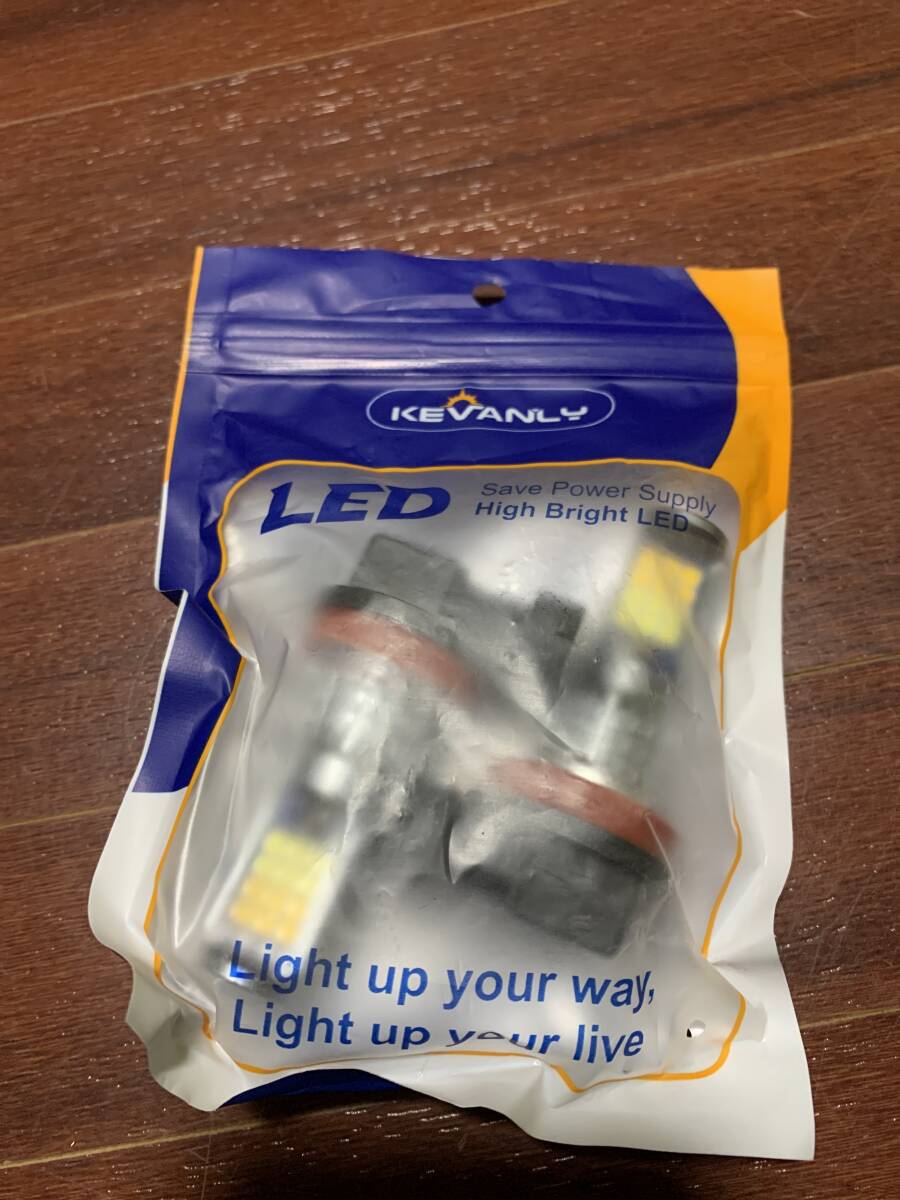 KEVANLY
LED
Save Power Supply
High Bright LED
Light up your way,
Light up your live